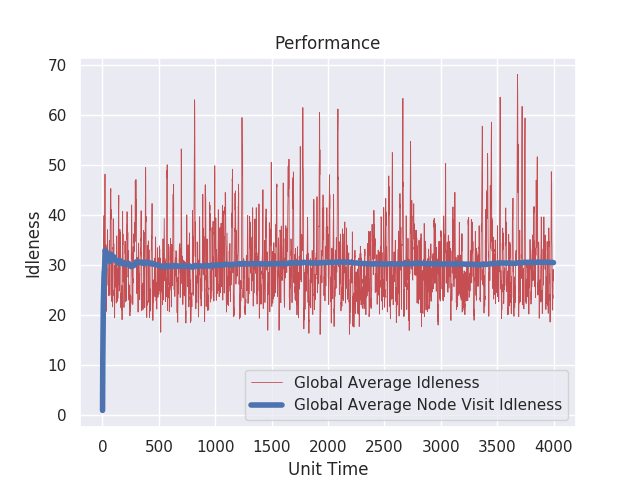 Performance
70
60
50
40
30
20
10
0
Idleness
Global Average Idleness
Global Average Node Visit Idleness
0 500 1000 1500 2000 2500 3000 3500 4000
Unit Time